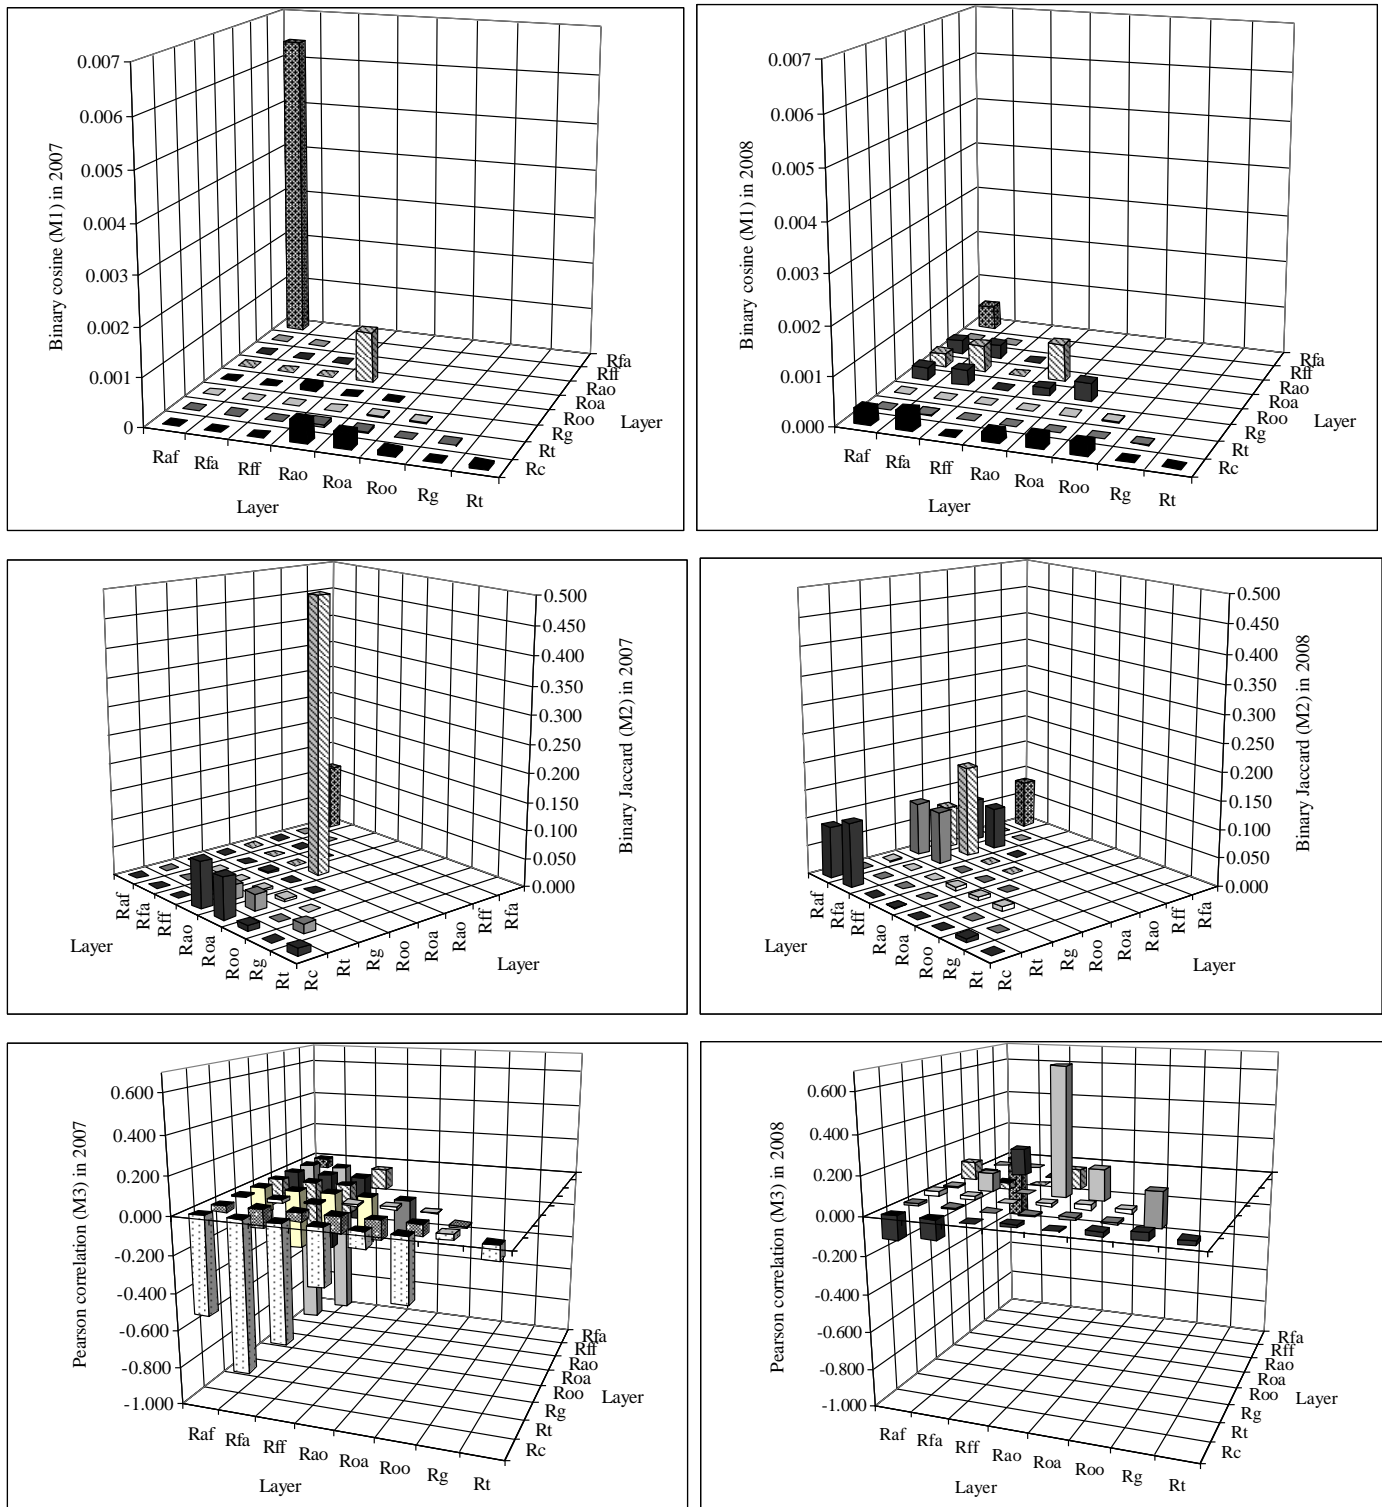 Binary cosine (M1) in 2007
0.007
0.006
0.005
0.004
0.003
0.002
0.001
0
Raf
Rfa
Rff
Rao
Roa
Roo
Rg
Rt
Layer
Rfa
Rff
Rao
Roa
Roo
Rg
Rt
Rc
Layer
Binary cosine (M1) in 2008
0.007
0.006
0.005
0.004
0.003
0.002
0.001
0.000
Raf
Rfa
Rff
Rao
Roa
Roo
Rg
Rt
Layer
Rfa
Rff
Rao
Roa
Roo
Rg
Rt
Rc
Layer
0.500
0.450
0.400
0.350
0.300
0.250
0.200
0.150
0.100
0.050
0.000
Binary Jaccard (M2) in 2007
Raf
Rfa
Rff
Rao
Roa
Roo
Rg
Rt
Layer
Rc
Rt
Rg
Roo
Roa
Rao
Rff
Rfa
Layer
0.500
0.450
0.400
0.350
0.300
0.250
0.200
0.150
0.100
0.050
0.000
Binary Jaccard (M2) in 2008
Raf
Rfa
Rff
Rao
Roa
Roo
Rg
Rt
Layer
Rc
Rt
Rg
Roo
Roa
Rao
Rff
Rfa
Layer
Pearson correlation (M3) in 2007
0.600
0.400
0.200
0.000
-0.200
-0.400
-0.600
-0.800
-1.000
Raf
Rfa
Rff
Rao
Roa
Roo
Rg
Rt
Layer
Rfa
Rff
Rao
Roa
Roo
Rg
Rt
Rc
Layer
Pearson correlation (M3) in 2008
0.600
0.400
0.200
0.000
-0.200
-0.400
-0.600
-0.800
-1.000
Raf
Rfa
Rff
Rao
Roa
Roo
Rg
Rt
Layer
Rfa
Rff
Rao
Roa
Roo
Rg
Rt
Rc
Layer